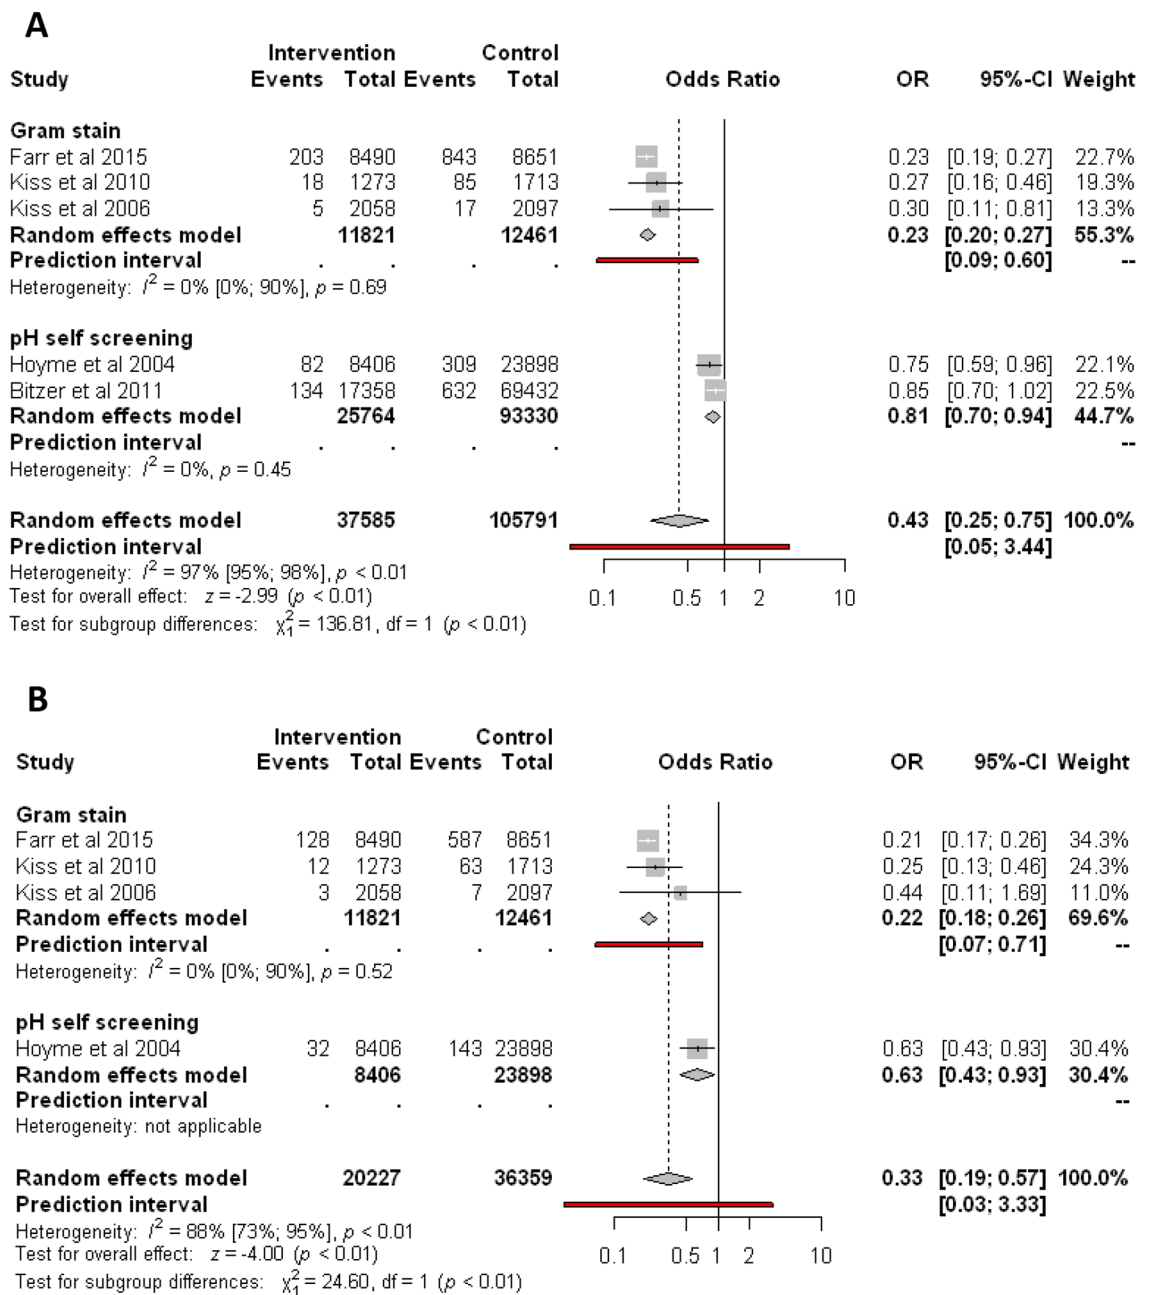 A
Intervention Control
Study Events Total Events Total Odds Ratio OR 95%-CI Weight
Gram stain
Farr et al 2015 203 8490 843 8651 0.23 [0.19; 0.27] 22.7%
Kiss et al 2010 18 1273 85 1713 0.27 [0.16; 0.46] 19.3%
Kiss et al 2006 5 2058 17 2097 0.30 [0.11; 0.81] 13.3%
Random effects model 11821 12461 0.23 [0.20; 0.27] 55.3%
Prediction interval . . . . [0.09; 0.60] --
Heterogeneity: I² = 0% [0%; 90%], p = 0.69
pH self screening
Hoyme et al 2004 82 8406 309 23898 0.75 [0.59; 0.96] 22.1%
Bitzer et al 2011 134 17358 632 69432 0.85 [0.70; 1.02] 22.5%
Random effects model 25764 93330 0.81 [0.70; 0.94] 44.7%
Prediction interval . . . . --
Heterogeneity: I² = 0%, p = 0.45
Random effects model 37585 105791 0.43 [0.25; 0.75] 100.0%
Prediction interval [0.05; 3.44]
Heterogeneity: I² = 97% [95%; 98%], p < 0.01
Test for overall effect: z = -2.99 (p < 0.01)
0.1 0.5 1 2 10
Test for subgroup differences: χ²₁ = 136.81, df = 1 (p < 0.01)
B
Intervention Control
Study Events Total Events Total Odds Ratio OR 95%-CI Weight
Gram stain
Farr et al 2015 128 8490 587 8651 0.21 [0.17; 0.26] 34.3%
Kiss et al 2010 12 1273 63 1713 0.25 [0.13; 0.46] 24.3%
Kiss et al 2006 3 2058 7 2097 0.44 [0.11; 1.69] 11.0%
Random effects model 11821 12461 0.22 [0.18; 0.26] 69.6%
Prediction interval . . . . [0.07; 0.71] --
Heterogeneity: I² = 0% [0%; 90%], p = 0.52
pH self screening
Hoyme et al 2004 32 8406 143 23898 0.63 [0.43; 0.93] 30.4%
Random effects model 8406 23898 0.63 [0.43; 0.93] 30.4%
Prediction interval . . . . --
Heterogeneity: not applicable
Random effects model 20227 36359 0.33 [0.19; 0.57] 100.0%
Prediction interval [0.03; 3.33]
Heterogeneity: I² = 88% [73%; 95%], p < 0.01
Test for overall effect: z = -4.00 (p < 0.01)
0.1 0.5 1 2 10
Test for subgroup differences: χ²₁ = 24.60, df = 1 (p < 0.01)